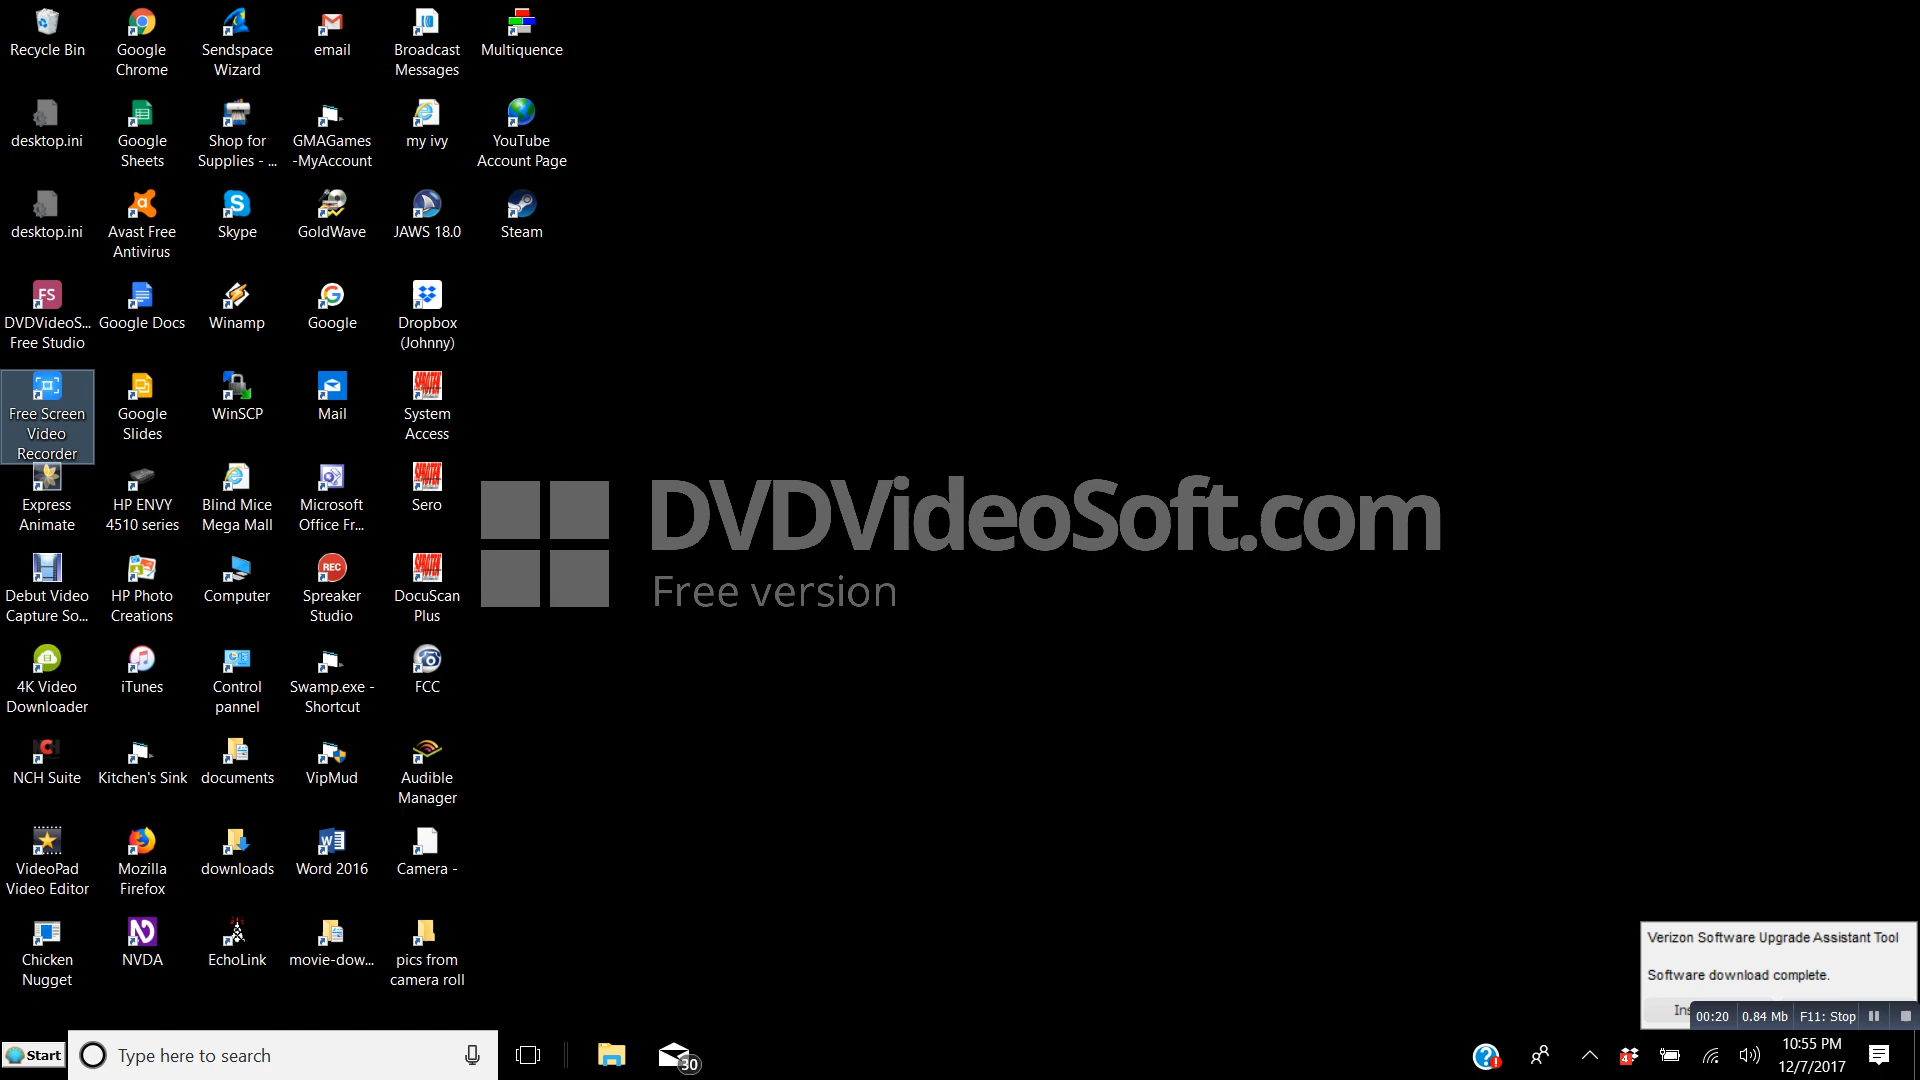 Recycle Bin
Google
Chrome
Sendspace
Wizard
email
Broadcast
Messages
Multiquence
desktop.ini
Google
Sheets
Shop for
Supplies - ...
GMAGames
-MyAccount
my ivy
YouTube
Account Page
desktop.ini
Avast Free
Antivirus
Skype
GoldWave
JAWS 18.0
Steam
FS
DVDVideoS...
Free Studio
Google Docs
Winamp
Google
Dropbox
(Johnny)
Free Screen
Video
Recorder
Google
Slides
WinSCP
Mail
System
Access
Express
Animate
HP ENVY
4510 series
Blind Mice
Mega Mall
Microsoft
Office Fr...
Sero
DVDVideoSoft.com
Free version
Debut Video
Capture So...
HP Photo
Creations
Computer
REC
Spreaker
Studio
DocuScan
Plus
4K Video
Downloader
iTunes
Control
pannel
Swamp.exe -
Shortcut
FCC
NCH Suite
Kitchen's Sink
documents
VipMud
Audible
Manager
VideoPad
Video Editor
Mozilla
Firefox
downloads
Word 2016
Camera -
Chicken
Nugget
NVDA
EchoLink
movie-dow...
pics from
camera roll
Verizon Software Upgrade Assistant Tool
Software download complete.
00:20 0.84 Mb F11: Stop
Start
Type here to search
30
10:55 PM
12/7/2017